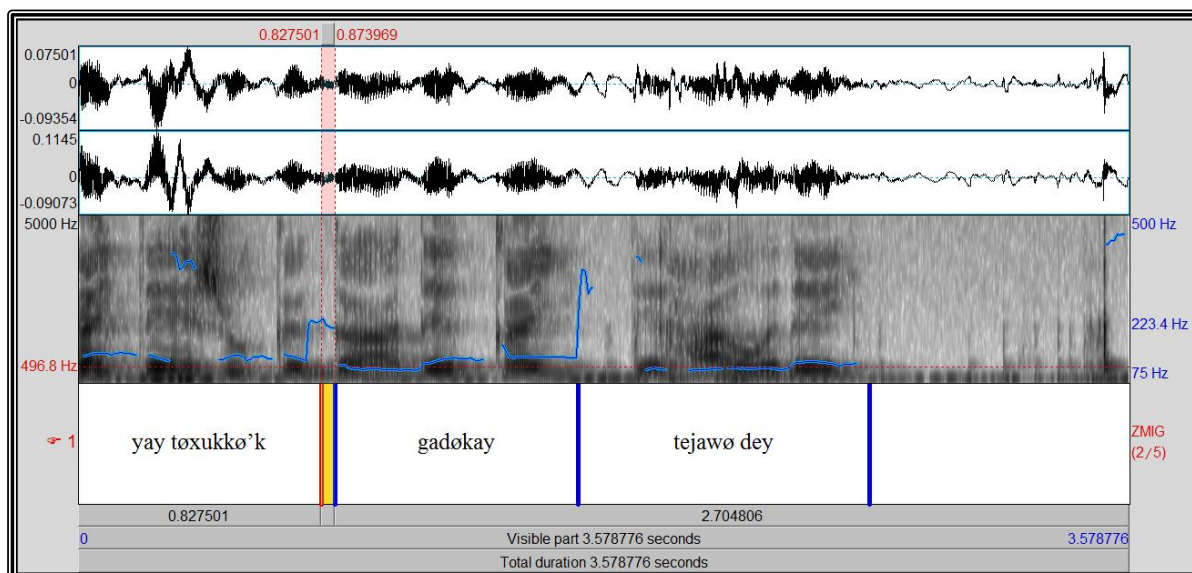 0.827501 0.873969
0.07501
0
-0.09354
0.1145
0
-0.09073
5000 Hz 500 Hz
223.4 Hz
496.8 Hz
75 Hz
☞ 1 yay tøxukkø’k gadøkay tejawø dey ZMIG
(2/5)
0.827501 2.704806
0 Visible part 3.578776 seconds 3.578776
Total duration 3.578776 seconds